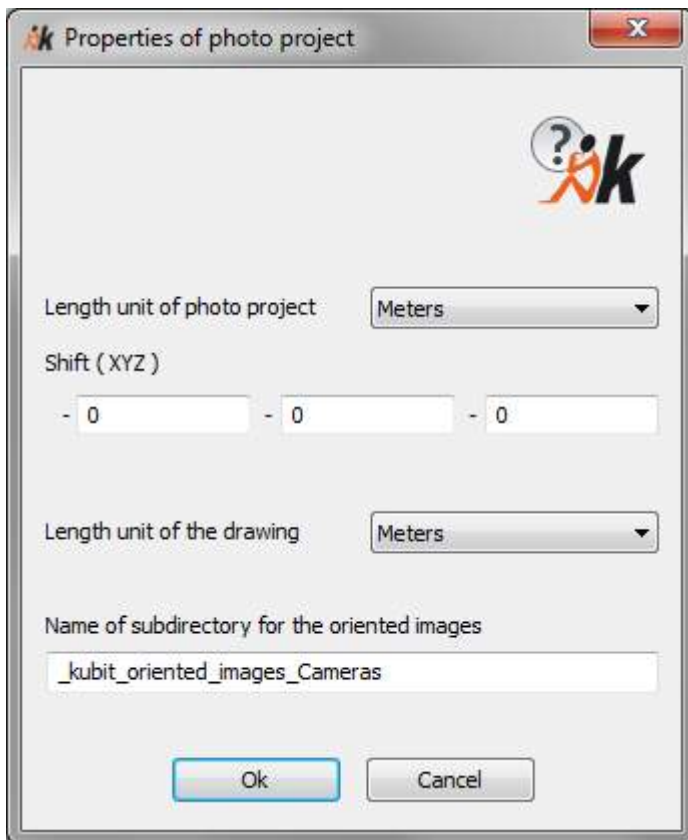 k Properties of photo project
?k
Length unit of photo project Meters
Shift ( XYZ )
- 0 - 0 - 0
Length unit of the drawing Meters
Name of subdirectory for the oriented images
_kubit_oriented_images_Cameras
Ok Cancel